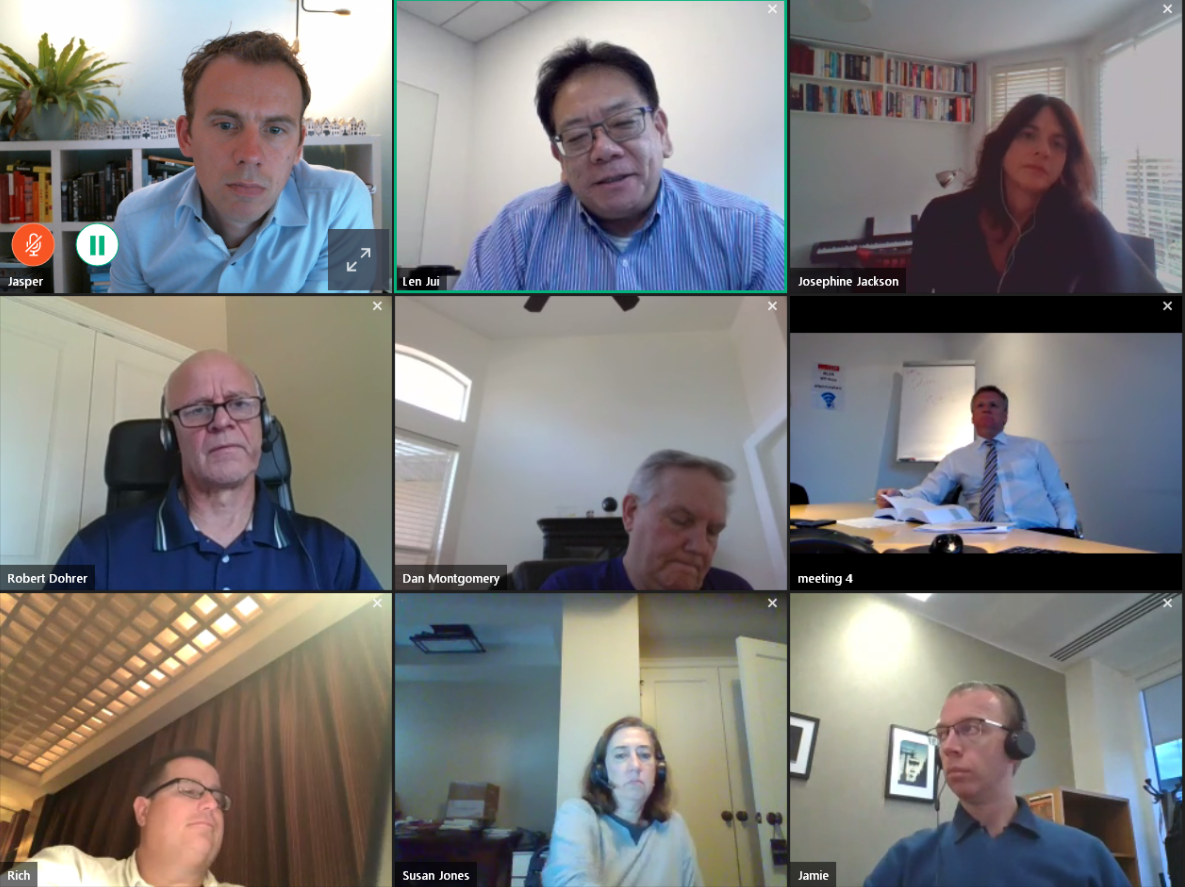 Jasper
Len Jui
Josephine Jackson
Robert Dohrer
Dan Montgomery
meeting 4
Rich
Susan Jones
Jamie